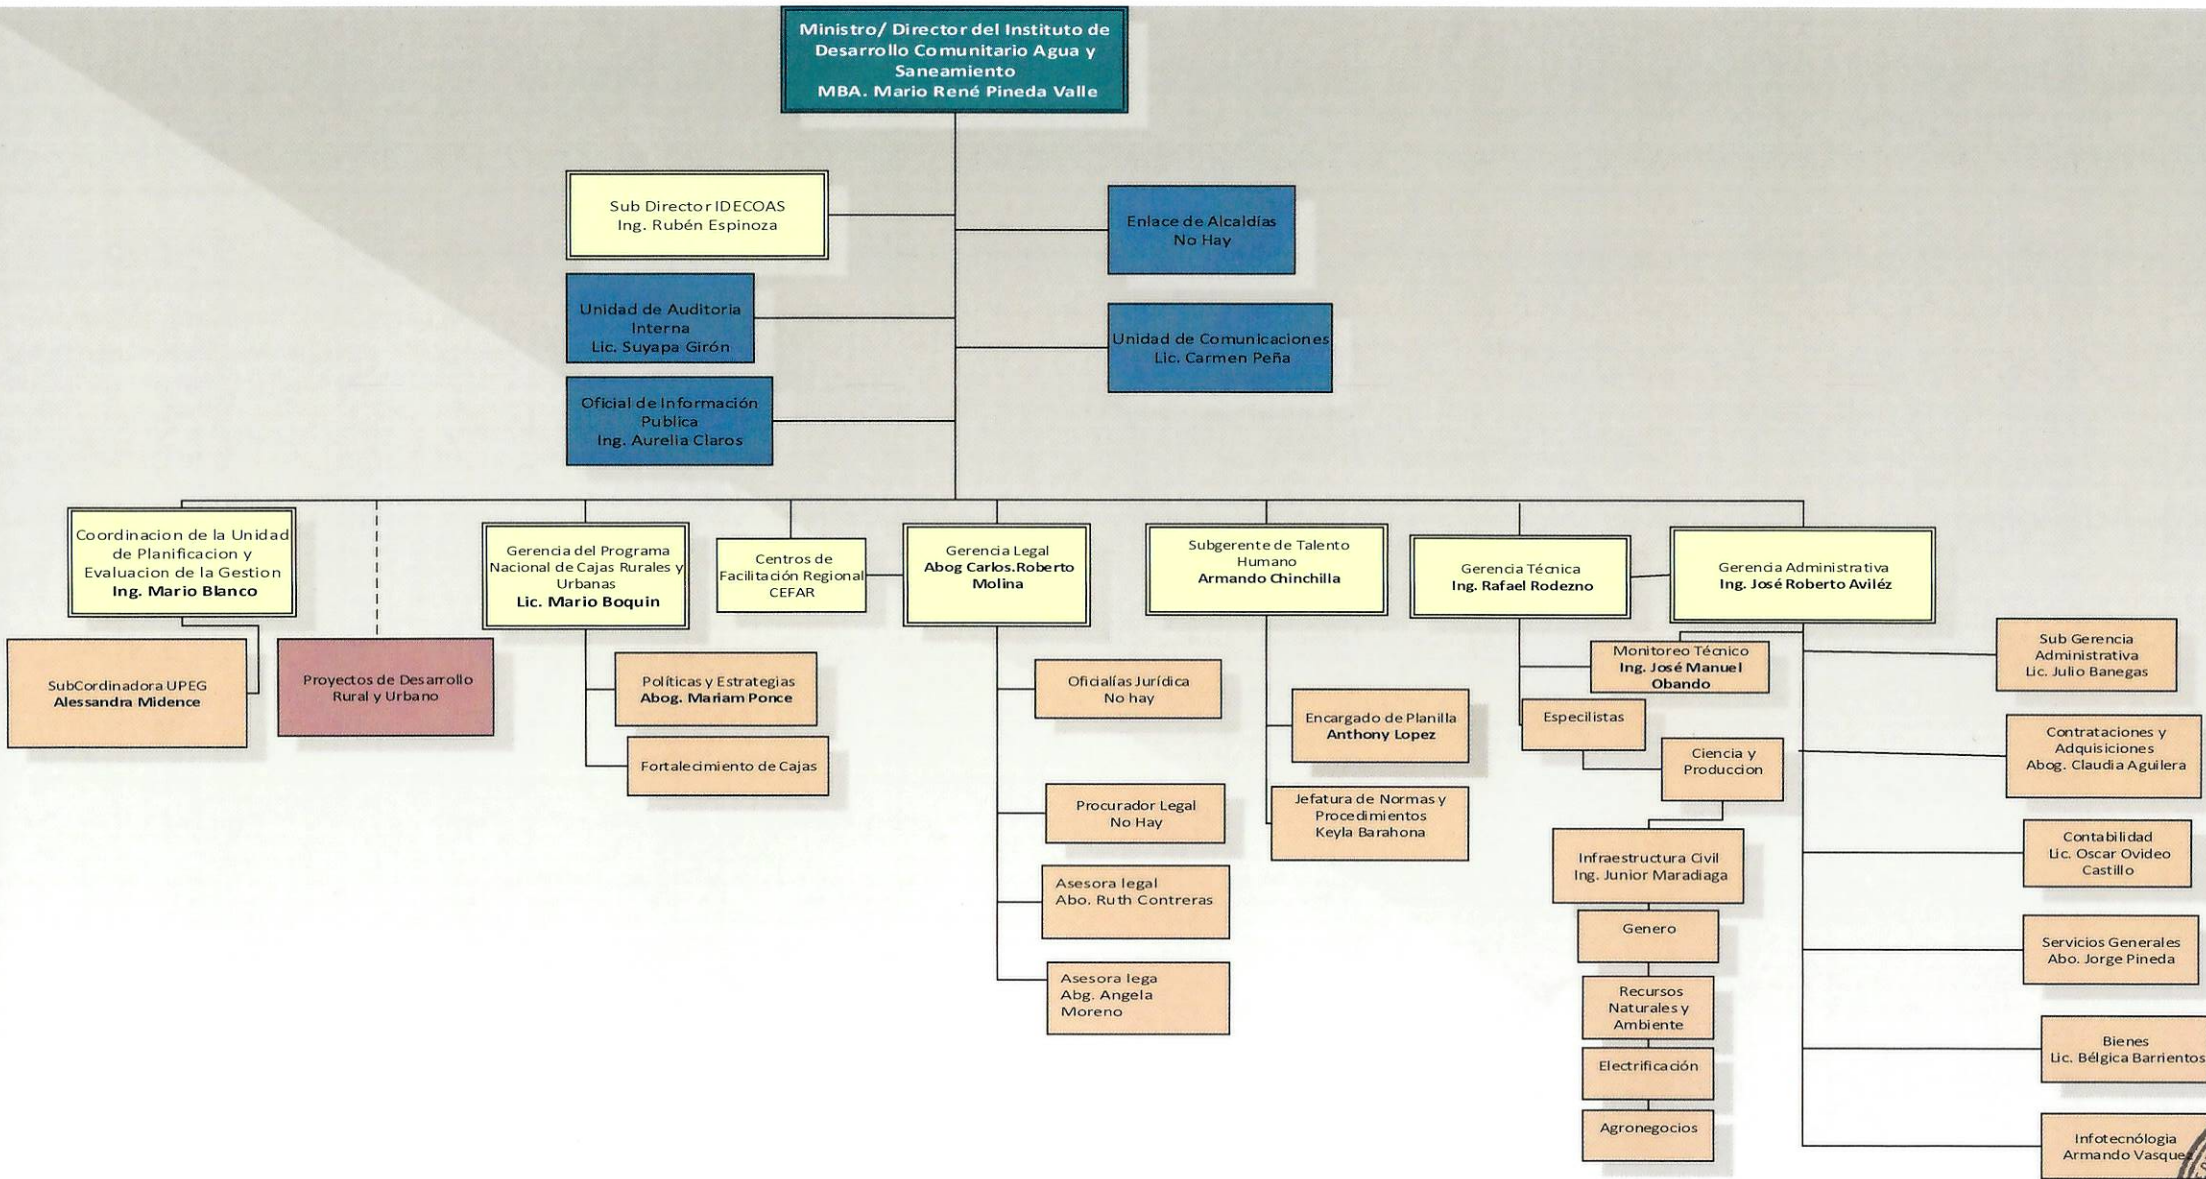 Ministro/ Director del Instituto de
Desarrollo Comunitario Agua y
Saneamiento
MBA. Mario René Pineda Valle
Sub Director IDECOAS
Ing. Rubén Espinoza
Enlace de Alcaldías
No Hay
Unidad de Auditoria
Interna
Lic. Suyapa Girón
Unidad de Comunicaciones
Lic. Carmen Peña
Oficial de Información
Publica
Ing. Aurelia Claros
Coordinacion de la Unidad
de Planificacion y
Evaluacion de la Gestion
Ing. Mario Blanco
Gerencia del Programa
Nacional de Cajas Rurales y
Urbanas
Lic. Mario Boquin
Centros de
Facilitación Regional
CEFAR
Gerencia Legal
Abog Carlos.Roberto
Molina
Subgerente de Talento
Humano
Armando Chinchilla
Gerencia Técnica
Ing. Rafael Rodezno
Gerencia Administrativa
Ing. José Roberto Aviléz
SubCordinadora UPEG
Alessandra Midence
Proyectos de Desarrollo
Rural y Urbano
Políticas y Estrategias
Abog. Mariam Ponce
Fortalecimiento de Cajas
Oficialías Jurídica
No hay
Procurador Legal
No Hay
Asesora legal
Abo. Ruth Contreras
Asesora lega
Abg. Angela
Moreno
Encargado de Planilla
Anthony Lopez
Jefatura de Normas y
Procedimientos
Keyla Barahona
Monitoreo Técnico
Ing. José Manuel
Obando
Especilistas
Ciencia y
Produccion
Infraestructura Civil
Ing. Junior Maradiaga
Genero
Recursos
Naturales y
Ambiente
Electrificación
Agronegocios
Sub Gerencia
Administrativa
Lic. Julio Banegas
Contrataciones y
Adquisiciones
Abog. Claudia Aguilera
Contabilidad
Lic. Oscar Ovideo
Castillo
Servicios Generales
Abo. Jorge Pineda
Bienes
Lic. Bélgica Barrientos
Infotecnólogia
Armando Vasquez